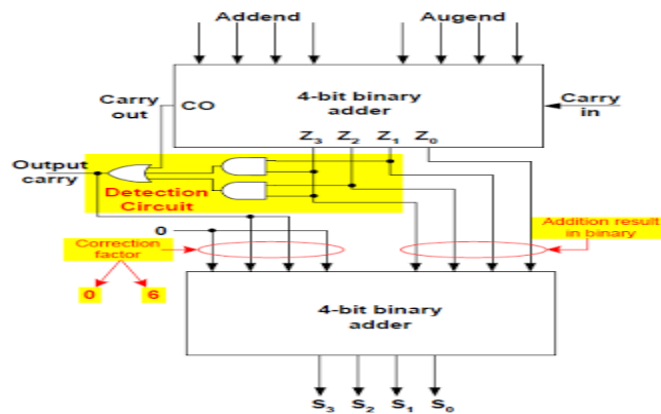 Addend Augend
4-bit binary
adder
Carry
out
CO
Carry
in
Z3 Z2 Z1 Z0
Output
carry
Detection
Circuit
0
Correction
factor
Addition result
in binary
0 6
4-bit binary
adder
S3 S2 S1 S0